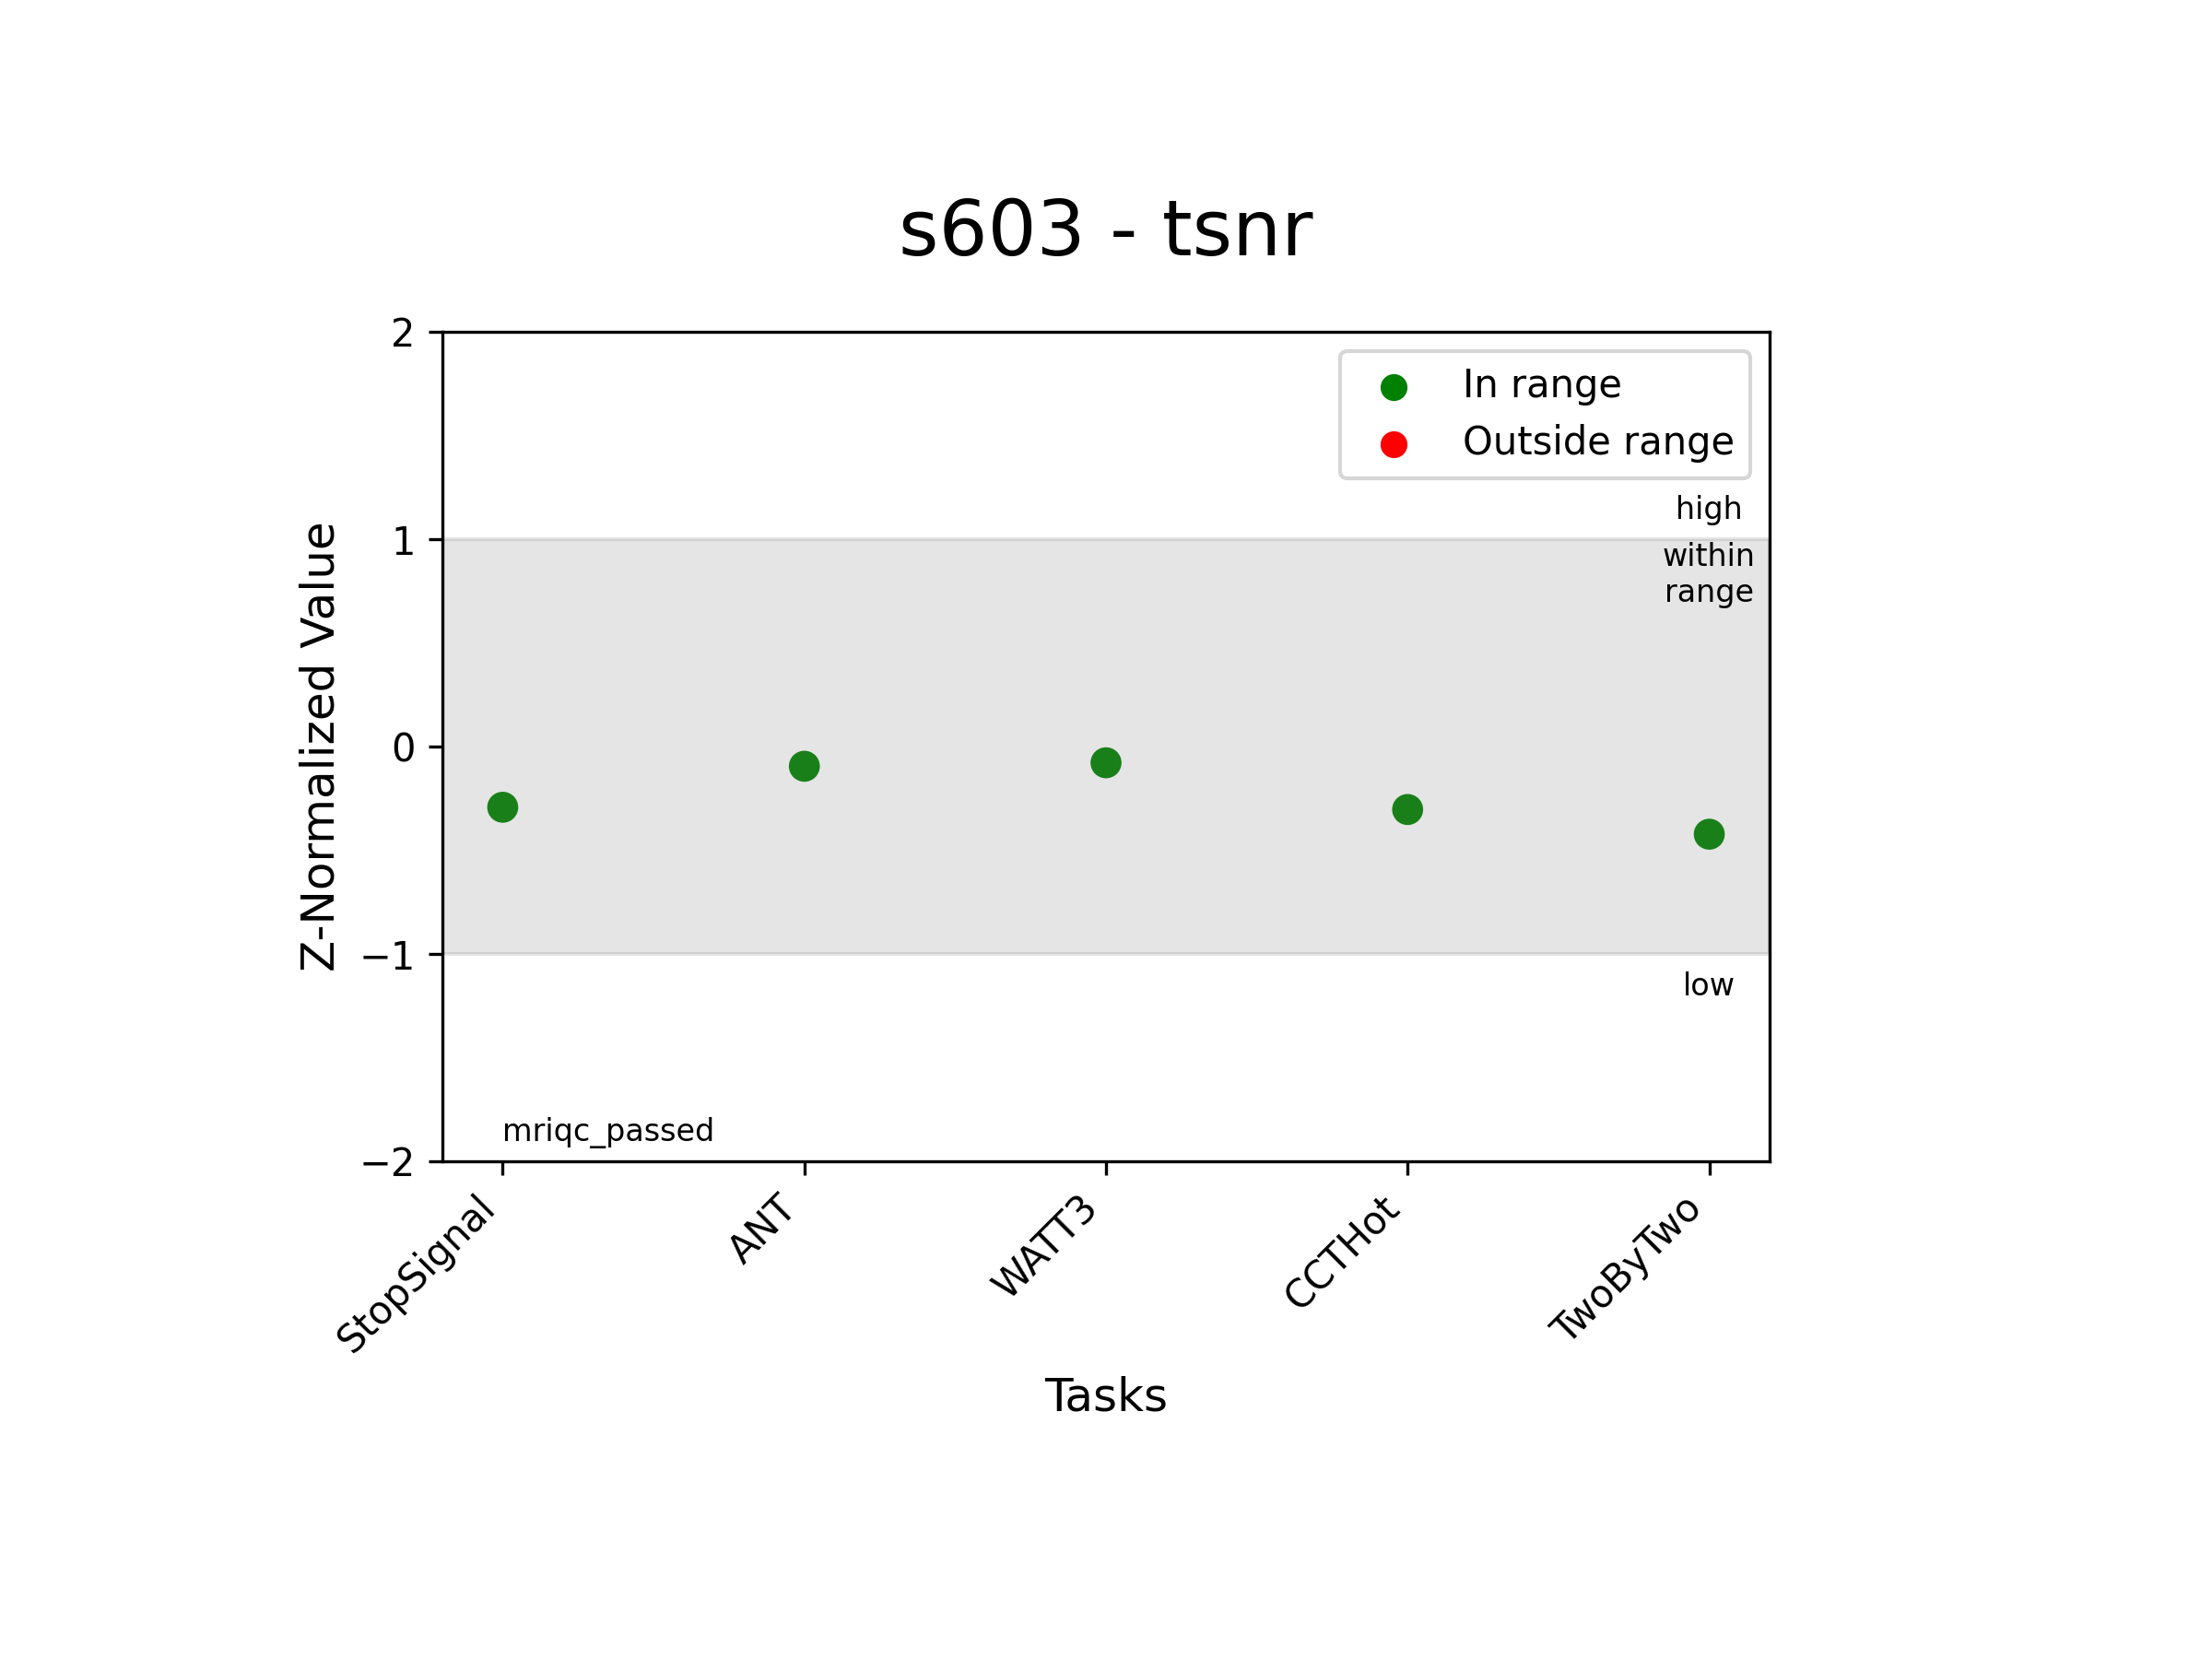 s603 - tsnr
2
In range
Outside range
high
1
within
range
Z-Normalized Value
0
−1
low
mriqc_passed
−2
StopSignal
ANT
WATT3
CCTHot
TwoByTwo
Tasks